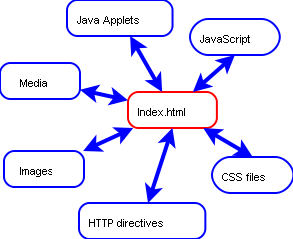 Java Applets
JavaScript
Media
Index.html
Images
CSS files
HTTP directives